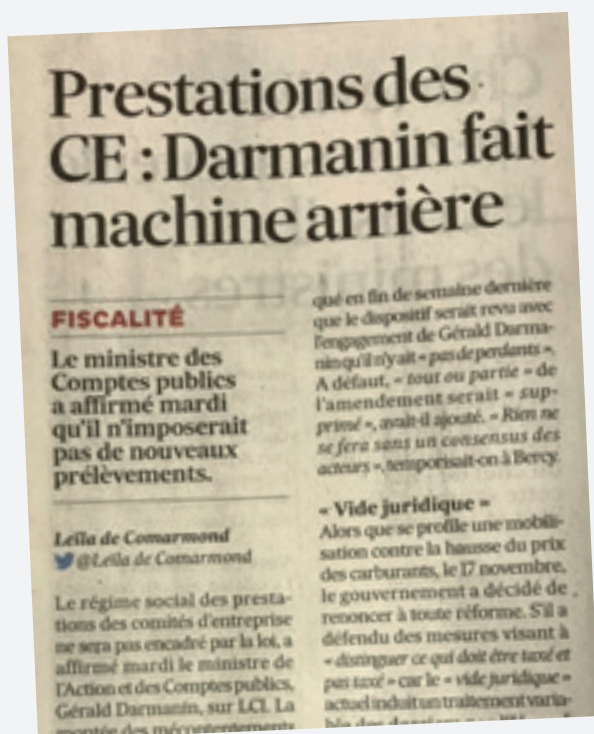 Prestations des
CE : Darmanin fait
machine arrière
FISCALITÉ
Le ministre des
Comptes publics
a affirmé mardi
qu'il n'imposerait
pas de nouveaux
prélèvements.
Leïla de Comarmond
@Leïla de Comarmond
Le régime social des presta-
tions des comités d'entreprise
ne sera pas encadré par la loi, a
affirmé mardi le ministre de
l'Action et des Comptes publics,
Gérald Darmanin, sur LCI. La
montée des mécontentements
qué en fin de semaine dernière
que le dispositif serait revu avec
l'engagement de Gérald Darma-
nin qu'il n'y ait « pas de perdants ».
A défaut, « tout ou partie » de
l'amendement serait « sup-
primé », avait-il ajouté. « Rien ne
se fera sans un consensus des
acteurs », temporisait-on à Bercy.
« Vide juridique »
Alors que se profile une mobili-
sation contre la hausse du prix
des carburants, le 17 novembre,
le gouvernement a décidé de
renoncer à toute réforme. S'il a
défendu des mesures visant à
« distinguer ce qui doit être taxé et
pas taxé » car le « vide juridique »
actuel induit un traitement varia-